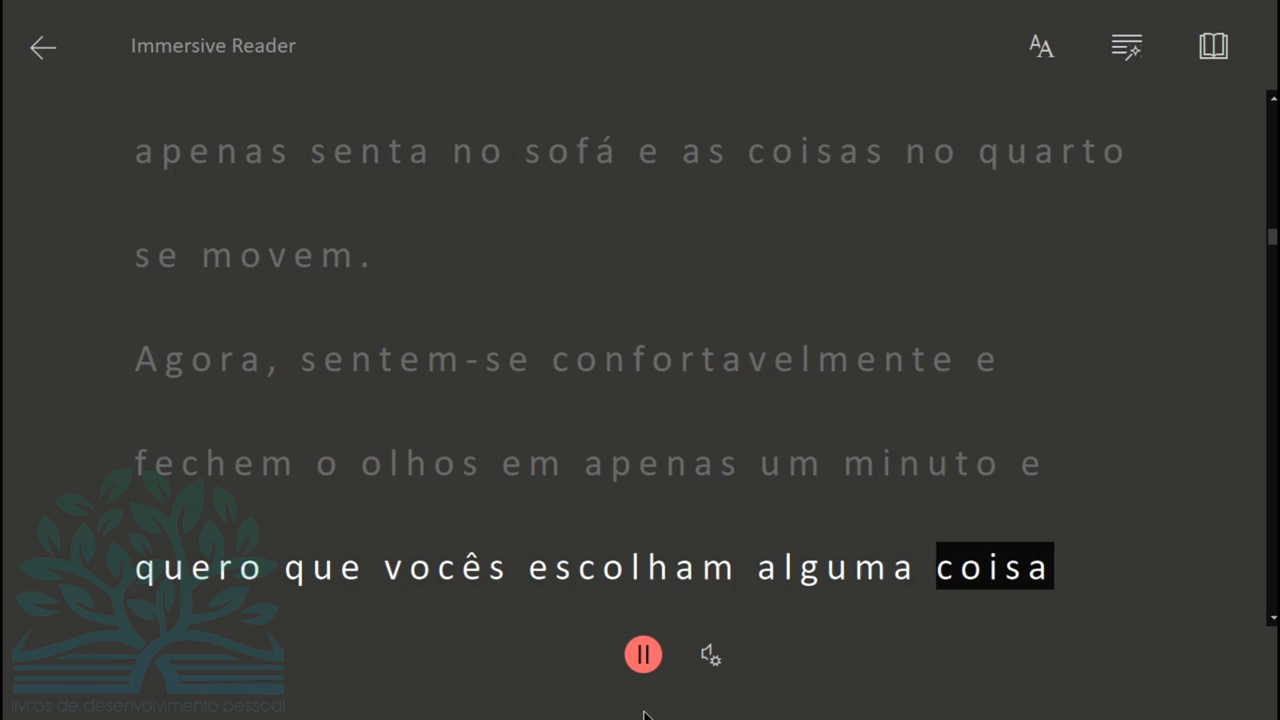 Immersive Reader
apenas senta no sofá e as coisas no quarto
se movem.
Agora, sentem-se confortavelmente e
fechem o olhos em apenas um minuto e
quero que vocês escolham alguma coisa
livros de desenvolvimento pessoal